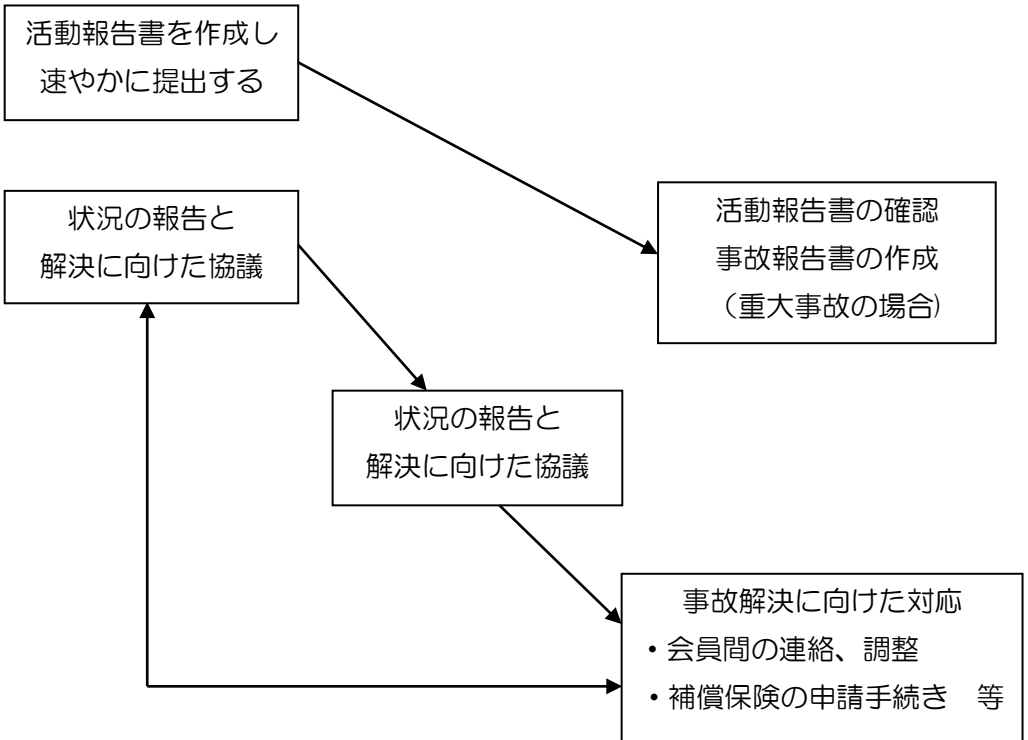 活動報告書を作成し
速やかに提出する
状況の報告と
解決に向けた協議
活動報告書の確認
事故報告書の作成
（重大事故の場合)
状況の報告と
解決に向けた協議
事故解決に向けた対応
・会員間の連絡、調整
・補償保険の申請手続き　等